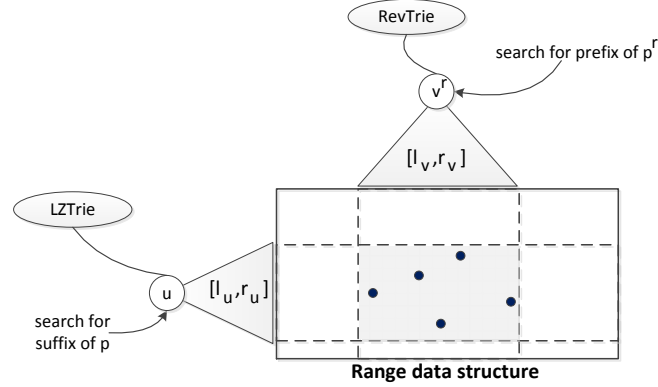 RevTrie
search for prefix of p^r
v^r
[l_v,r_v]
LZTrie
[l_u,r_u]
u
search for
suffix of p
Range data structure